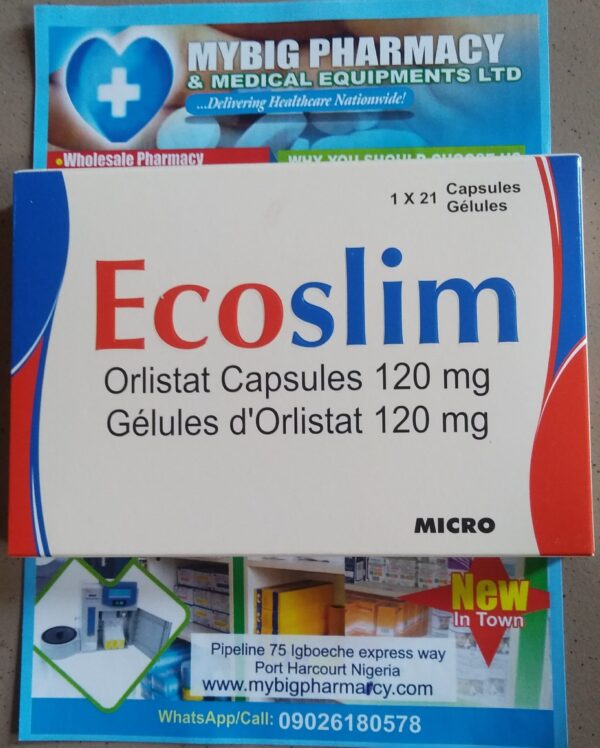 MYBIG PHARMACY
& MEDICAL EQUIPMENTS LTD
...Delivering Healthcare Nationwide!
•Wholesale Pharmacy
WHY YOU SHOULD CHOOSE US
1 X 21 Capsules
Gélules
Ecoslim
Orlistat Capsules 120 mg
Gélules d'Orlistat 120 mg
MICRO
New
In Town
Pipeline 75 Igboeche express way
Port Harcourt Nigeria
www.mybigpharmarcy.com
WhatsApp/Call: 09026180578